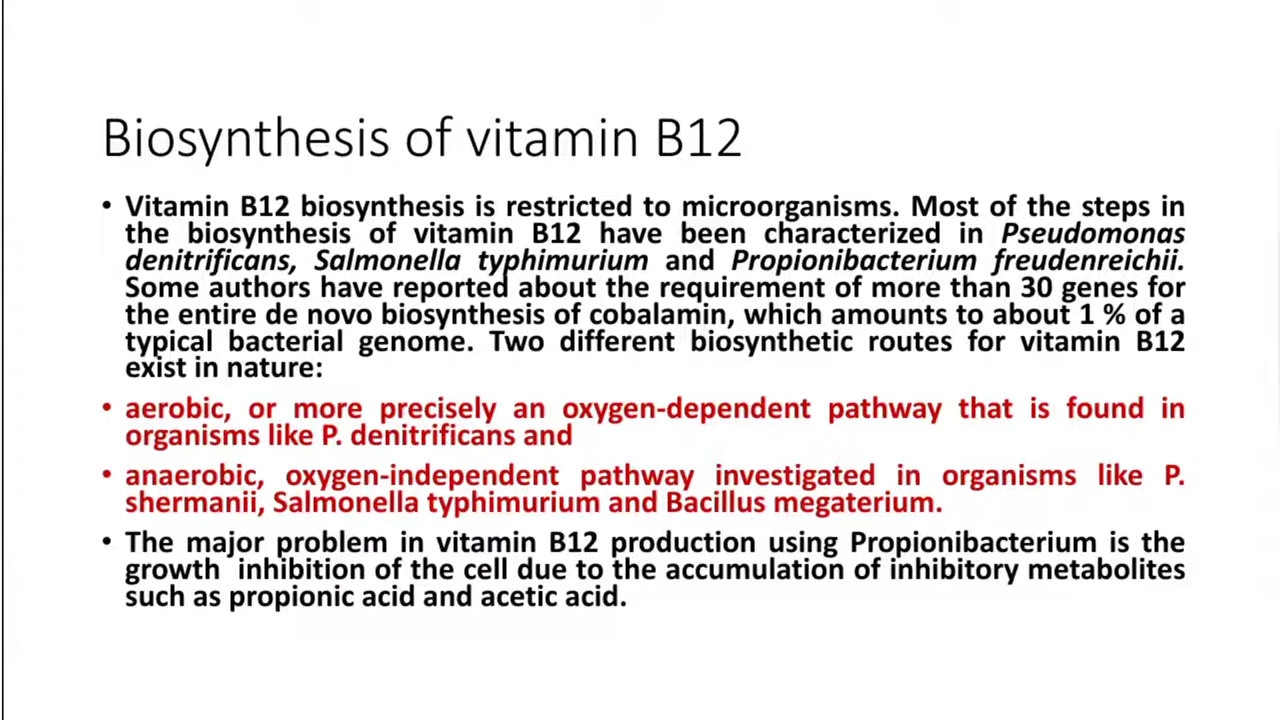 Biosynthesis of vitamin B12
• Vitamin B12 biosynthesis is restricted to microorganisms. Most of the steps in
the biosynthesis of vitamin B12 have been characterized in Pseudomonas
denitrificans, Salmonella typhimurium and Propionibacterium freudenreichii.
Some authors have reported about the requirement of more than 30 genes for
the entire de novo biosynthesis of cobalamin, which amounts to about 1 % of a
typical bacterial genome. Two different biosynthetic routes for vitamin B12
exist in nature:
• aerobic, or more precisely an oxygen-dependent pathway that is found in
organisms like P. denitrificans and
• anaerobic, oxygen-independent pathway investigated in organisms like P.
shermanii, Salmonella typhimurium and Bacillus megaterium.
• The major problem in vitamin B12 production using Propionibacterium is the
growth inhibition of the cell due to the accumulation of inhibitory metabolites
such as propionic acid and acetic acid.